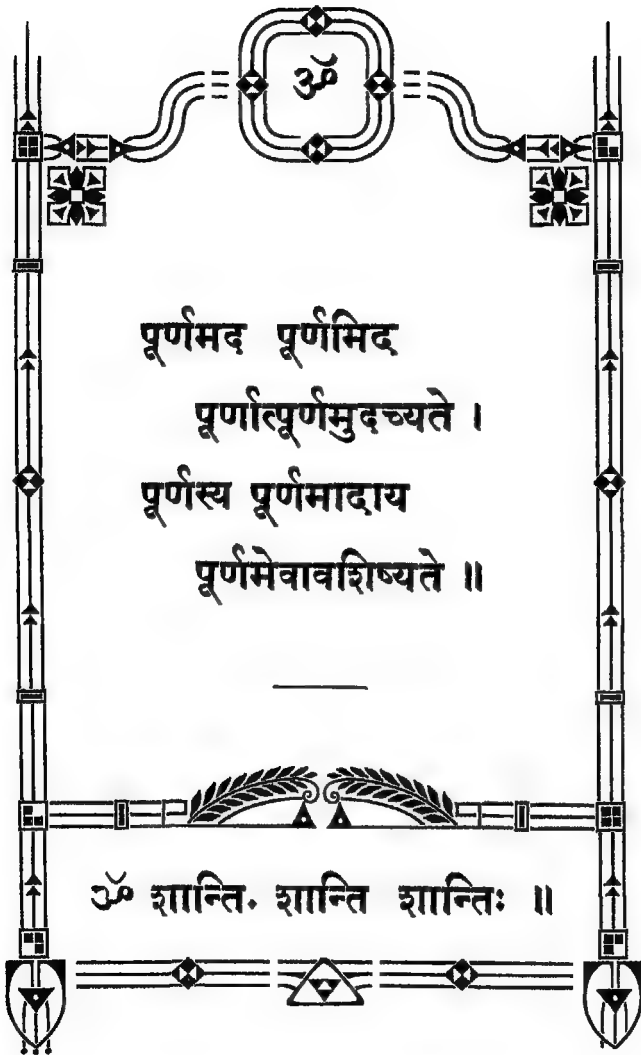 ॐ
पूर्णमद पूर्णमिद
पूर्णात्पूर्णमुदच्यते ।
पूर्णस्य पूर्णमादाय
पूर्णमेवावशिष्यते ॥
ॐ शान्ति. शान्ति शान्तिः ॥